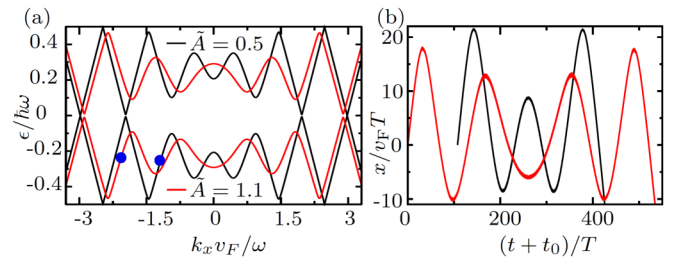 (a)
0.4
0.2
0
-0.2
-0.4
ϵ/ħω
Ã = 0.5
Ã = 1.1
-3 -1.5 0 1.5 3
k_x v_F/ω
(b)
20
10
0
-10
x/v_F T
0 200 400
(t + t_0)/T